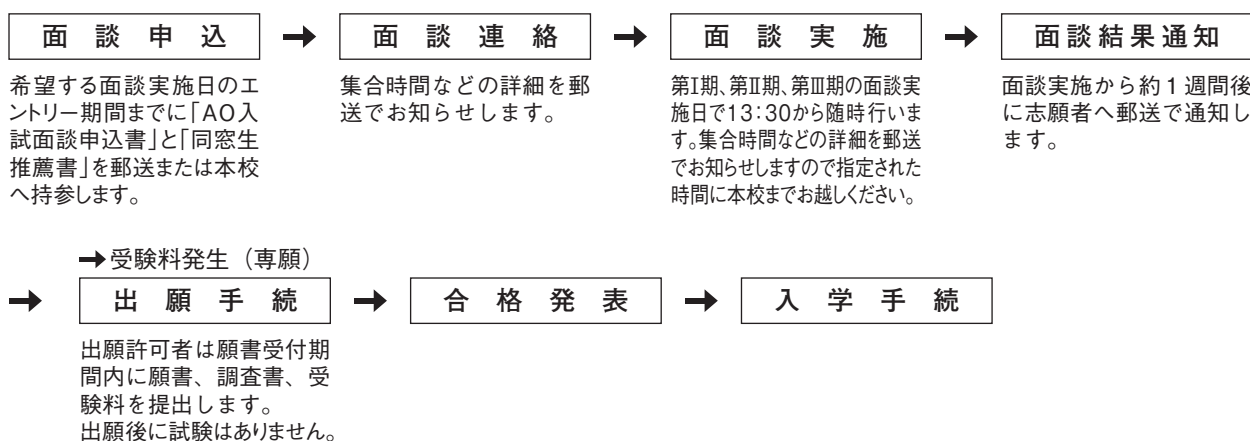 面談申込
→
面談連絡
→
面談実施
→
面談結果通知
希望する面談実施日のエ
ントリー期間までに「AO入
試面談申込書」と「同窓生
推薦書」を郵送または本校
へ持参します。
集合時間などの詳細を郵
送でお知らせします。
第Ⅰ期、第Ⅱ期、第Ⅲ期の面談実
施日で13:30から随時行いま
す。集合時間などの詳細を郵送
でお知らせしますので指定された
時間に本校までお越しください。
面談実施から約1週間後
に志願者へ郵送で通知し
ます。
→受験料発生（専願）
→
出願手続
→
合格発表
→
入学手続
出願許可者は願書受付期
間内に願書、調査書、受
験料を提出します。
出願後に試験はありません。